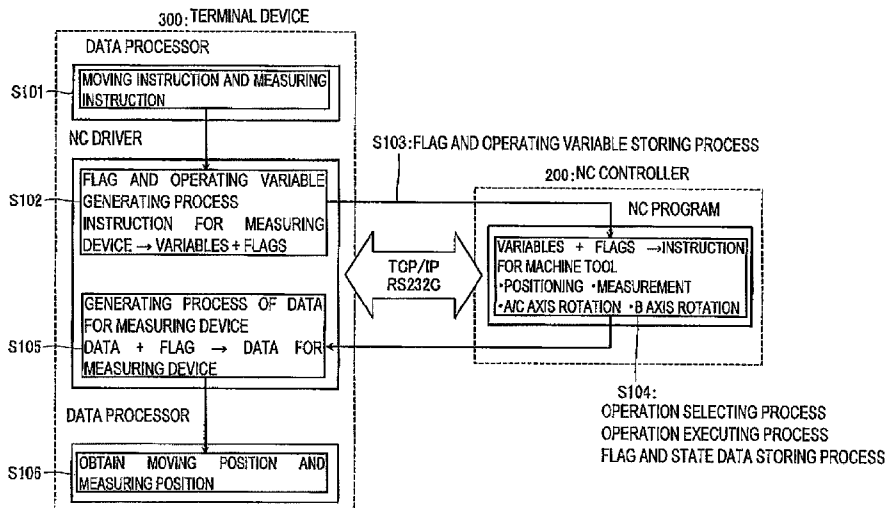 300: TERMINAL DEVICE
DATA PROCESSOR
S101
MOVING INSTRUCTION AND MEASURING
INSTRUCTION
NC DRIVER
S103: FLAG AND OPERATING VARIABLE STORING PROCESS
200: NC CONTROLLER
S102
FLAG AND OPERATING VARIABLE
GENERATING PROCESS
INSTRUCTION FOR MEASURING
DEVICE → VARIABLES + FLAGS
NC PROGRAM
VARIABLES + FLAGS → INSTRUCTION
FOR MACHINE TOOL
・POSITIONING ・MEASUREMENT
・A/C AXIS ROTATION ・B AXIS ROTATION
TCP/IP
RS232C
S105
GENERATING PROCESS OF DATA
FOR MEASURING DEVICE
DATA + FLAG → DATA FOR
MEASURING DEVICE
S104:
OPERATION SELECTING PROCESS
OPERATION EXECUTING PROCESS
FLAG AND STATE DATA STORING PROCESS
DATA PROCESSOR
S106
OBTAIN MOVING POSITION AND
MEASURING POSITION